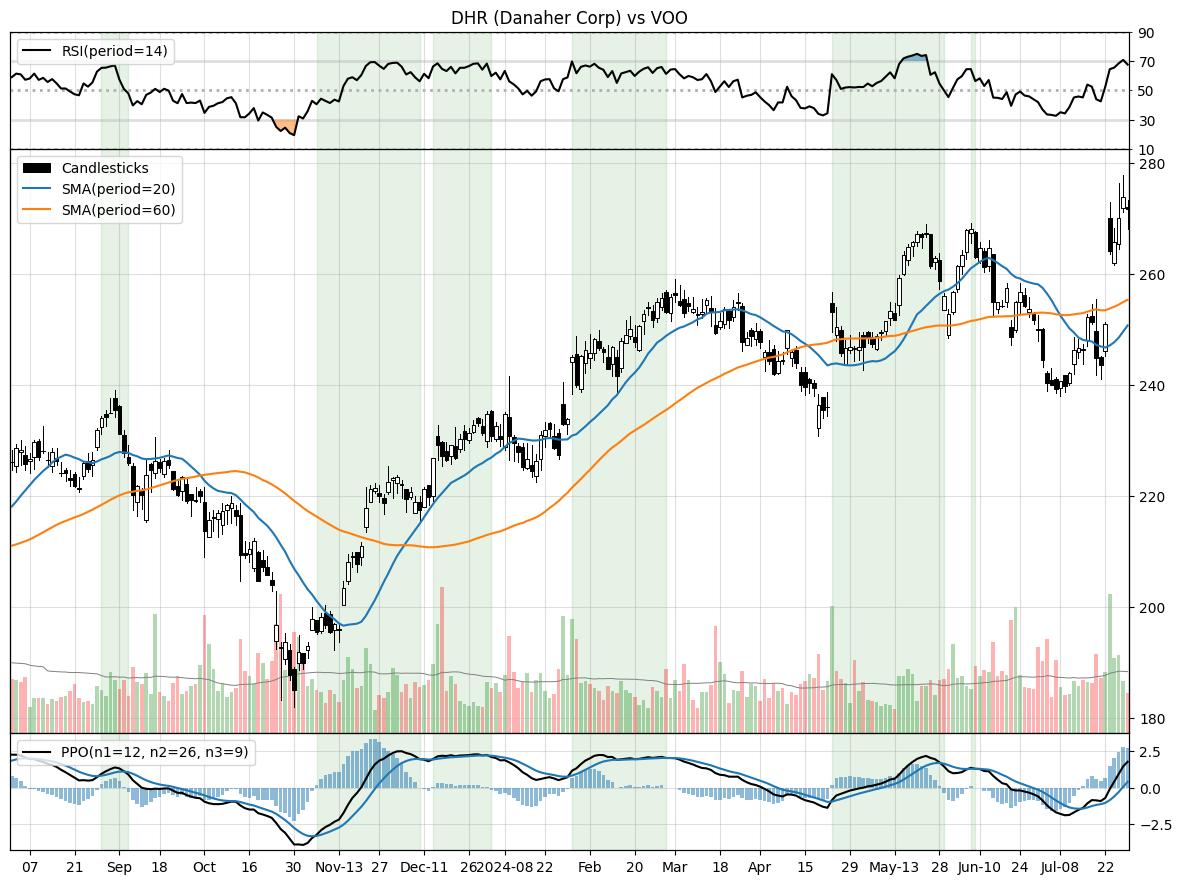 DHR (Danaher Corp) vs VOO
RSI(period=14)
90
70
50
30
10
Candlesticks
SMA(period=20)
SMA(period=60)
280
260
240
220
200
180
PPO(n1=12, n2=26, n3=9)
2.5
0.0
−2.5
07 21 Sep 18 Oct 16 30 Nov-13 27 Dec-11 26 2024-08 22 Feb 20 Mar 18 Apr 15 29 May-13 28 Jun-10 24 Jul-08 22